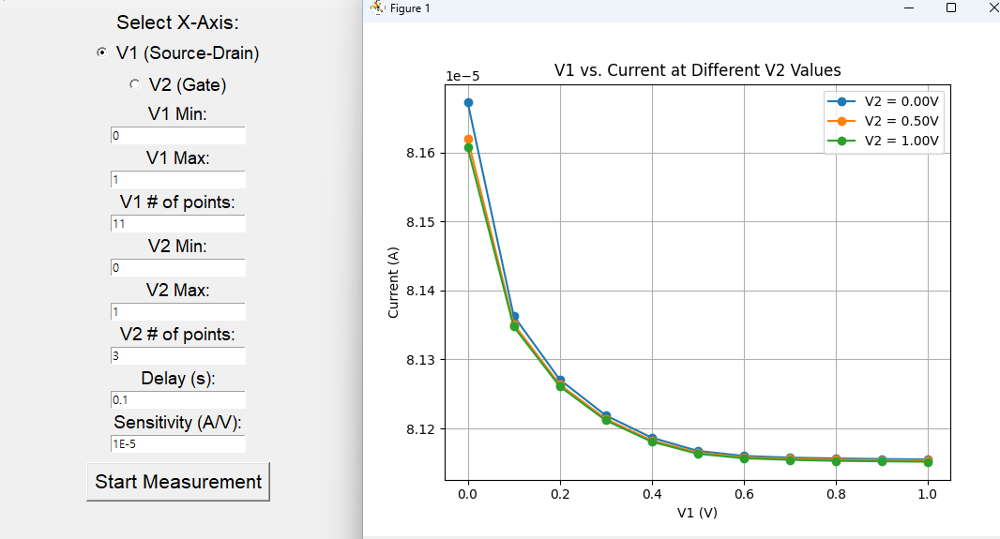 Select X-Axis:
V1 (Source-Drain)
V2 (Gate)
V1 Min:
0
V1 Max:
1
V1 # of points:
11
V2 Min:
0
V2 Max:
1
V2 # of points:
3
Delay (s):
0.1
Sensitivity (A/V):
1E-5
Start Measurement
Figure 1
V1 vs. Current at Different V2 Values
1e−5
V2 = 0.00V
V2 = 0.50V
V2 = 1.00V
8.16
8.15
8.14
8.13
8.12
Current (A)
0.0 0.2 0.4 0.6 0.8 1.0
V1 (V)